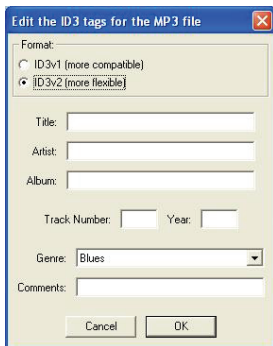 Edit the ID3 tags for the MP3 file
Format:
ID3v1 (more compatible)
ID3v2 (more flexible)
Title:
Artist:
Album:
Track Number: Year:
Genre: Blues
Comments:
Cancel OK